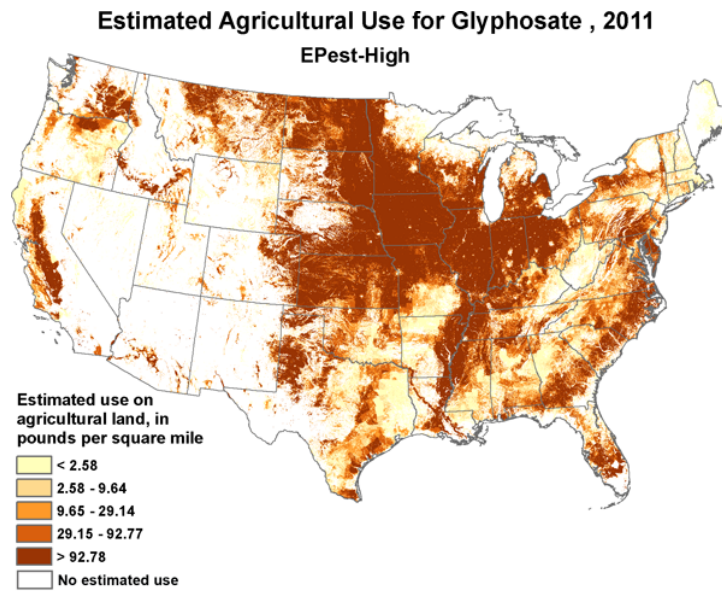 Estimated Agricultural Use for Glyphosate , 2011
EPest-High
Estimated use on
agricultural land, in
pounds per square mile
< 2.58
2.58 - 9.64
9.65 - 29.14
29.15 - 92.77
> 92.78
No estimated use